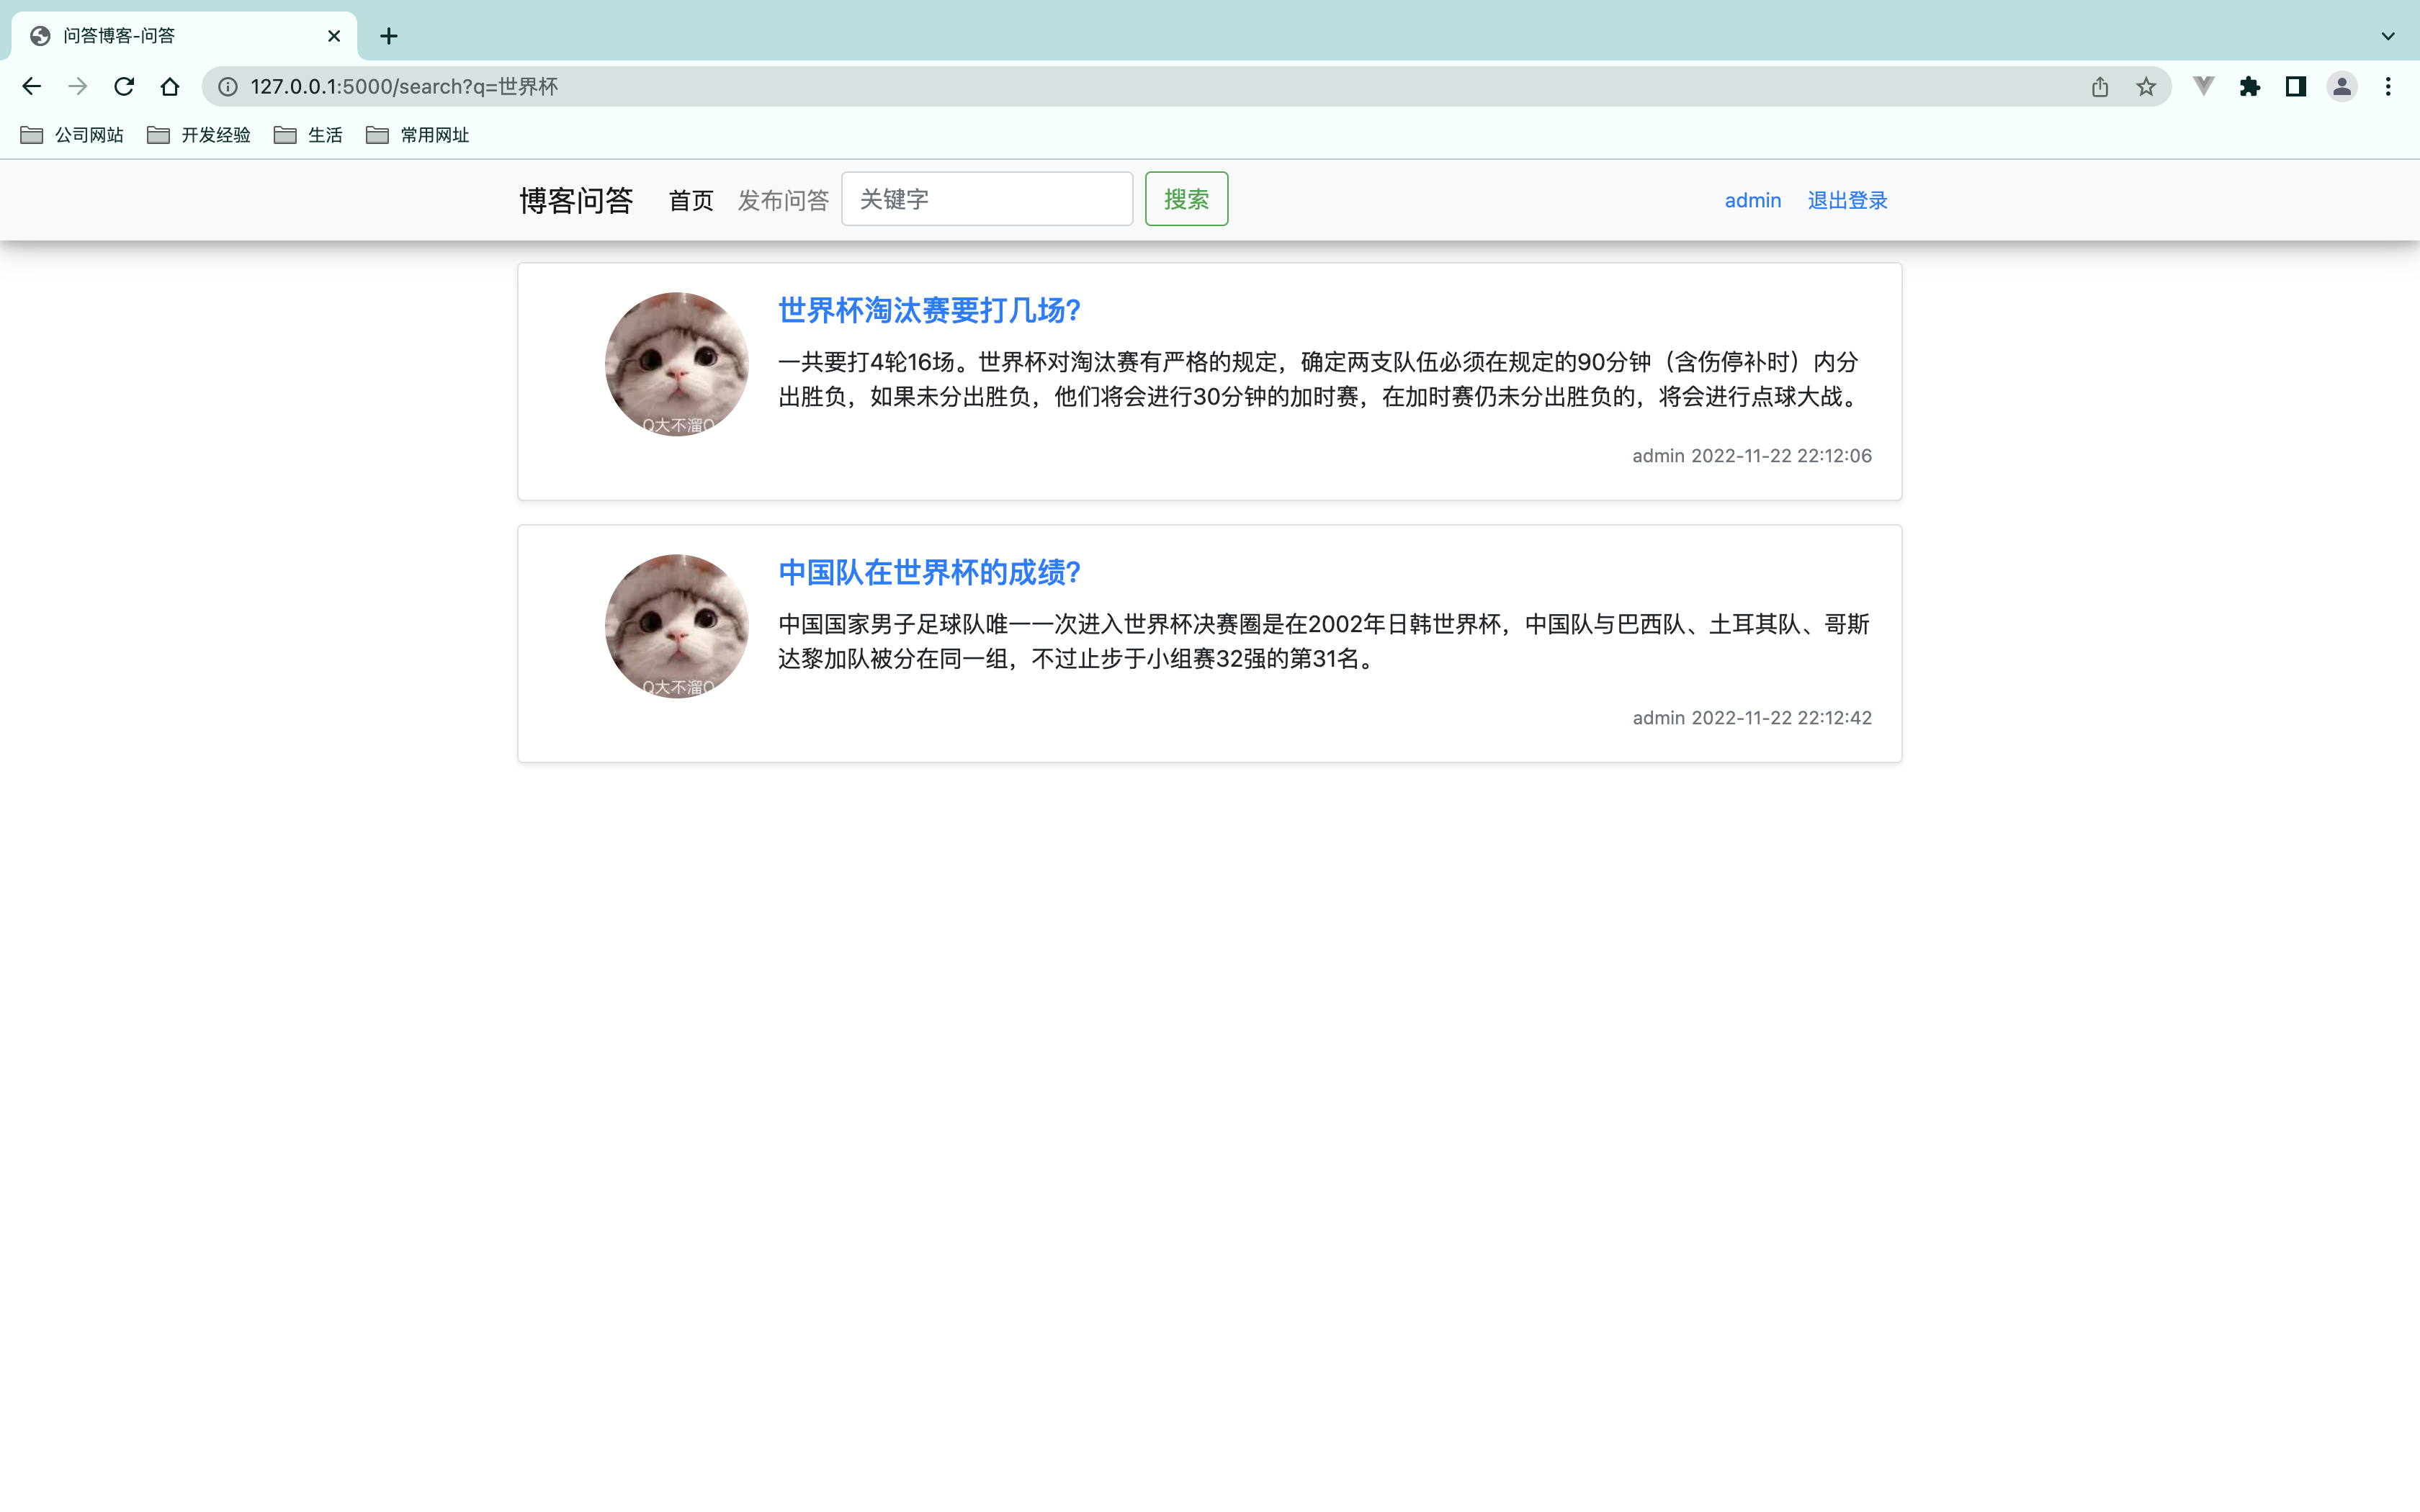 问答博客-问答
127.0.0.1:5000/search?q=世界杯
公司网站 开发经验 生活 常用网址
博客问答 首页 发布问答 关键字 搜索 admin 退出登录
世界杯淘汰赛要打几场?
一共要打4轮16场。世界杯对淘汰赛有严格的规定，确定两支队伍必须在规定的90分钟（含伤停补时）内分
出胜负，如果未分出胜负，他们将会进行30分钟的加时赛，在加时赛仍未分出胜负的，将会进行点球大战。
Q大不溜Q
admin 2022-11-22 22:12:06
中国队在世界杯的成绩?
中国国家男子足球队唯一一次进入世界杯决赛圈是在2002年日韩世界杯，中国队与巴西队、土耳其队、哥斯
达黎加队被分在同一组，不过止步于小组赛32强的第31名。
Q大不溜Q
admin 2022-11-22 22:12:42